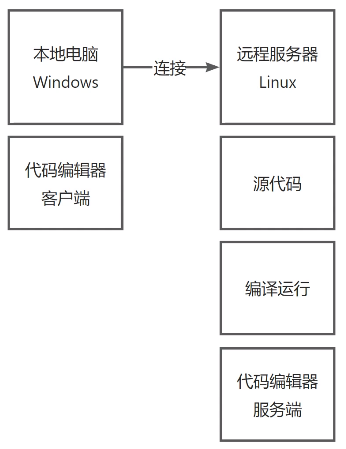 本地电脑
Windows
连接
远程服务器
Linux
代码编辑器
客户端
源代码
编译运行
代码编辑器
服务端